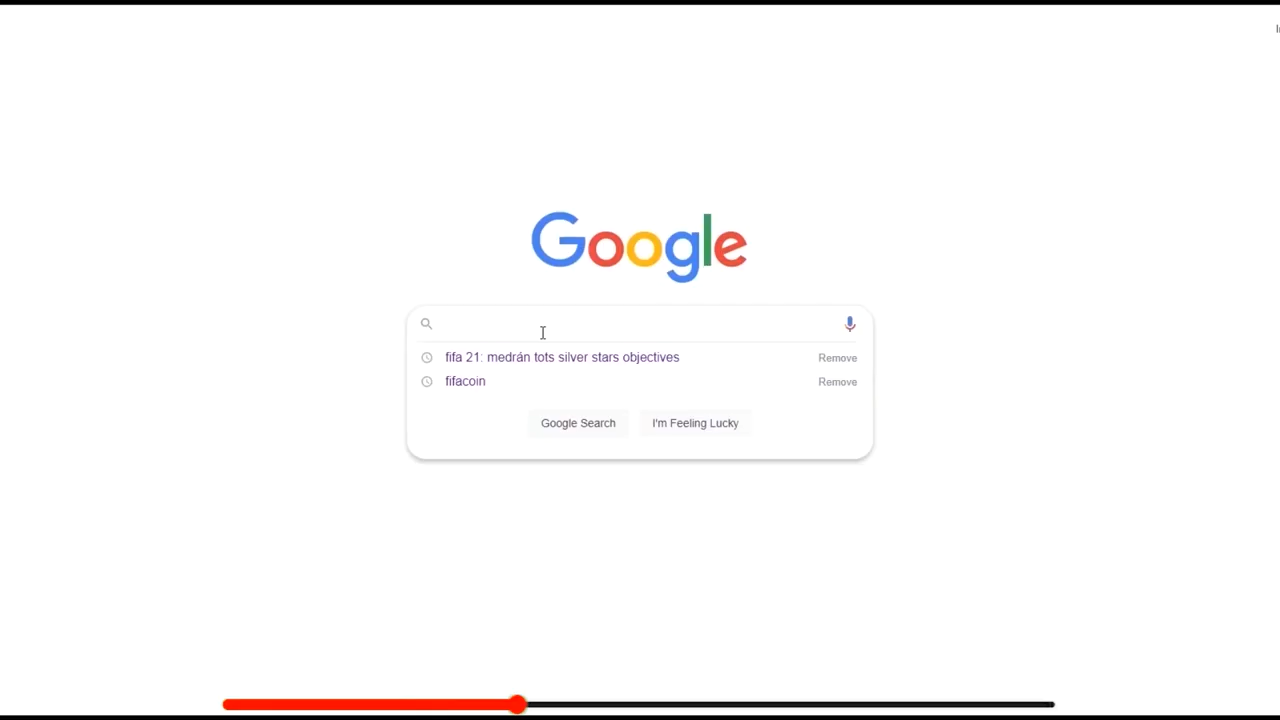 Google
fifa 21: medrán tots silver stars objectives Remove
fifacoin Remove
Google Search I'm Feeling Lucky